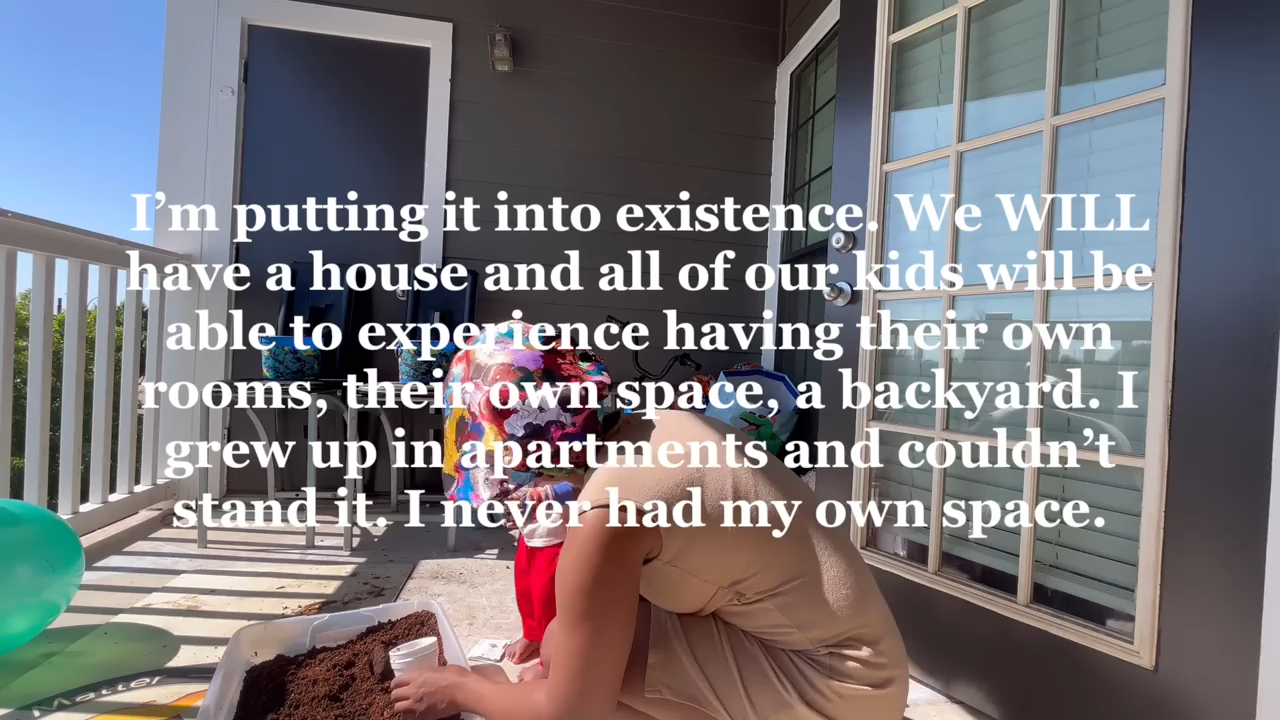 I’m putting it into existence. We WILL
have a house and all of our kids will be
able to experience having their own
rooms, their own space, a backyard. I
grew up in apartments and couldn’t
stand it. I never had my own space.
Matter